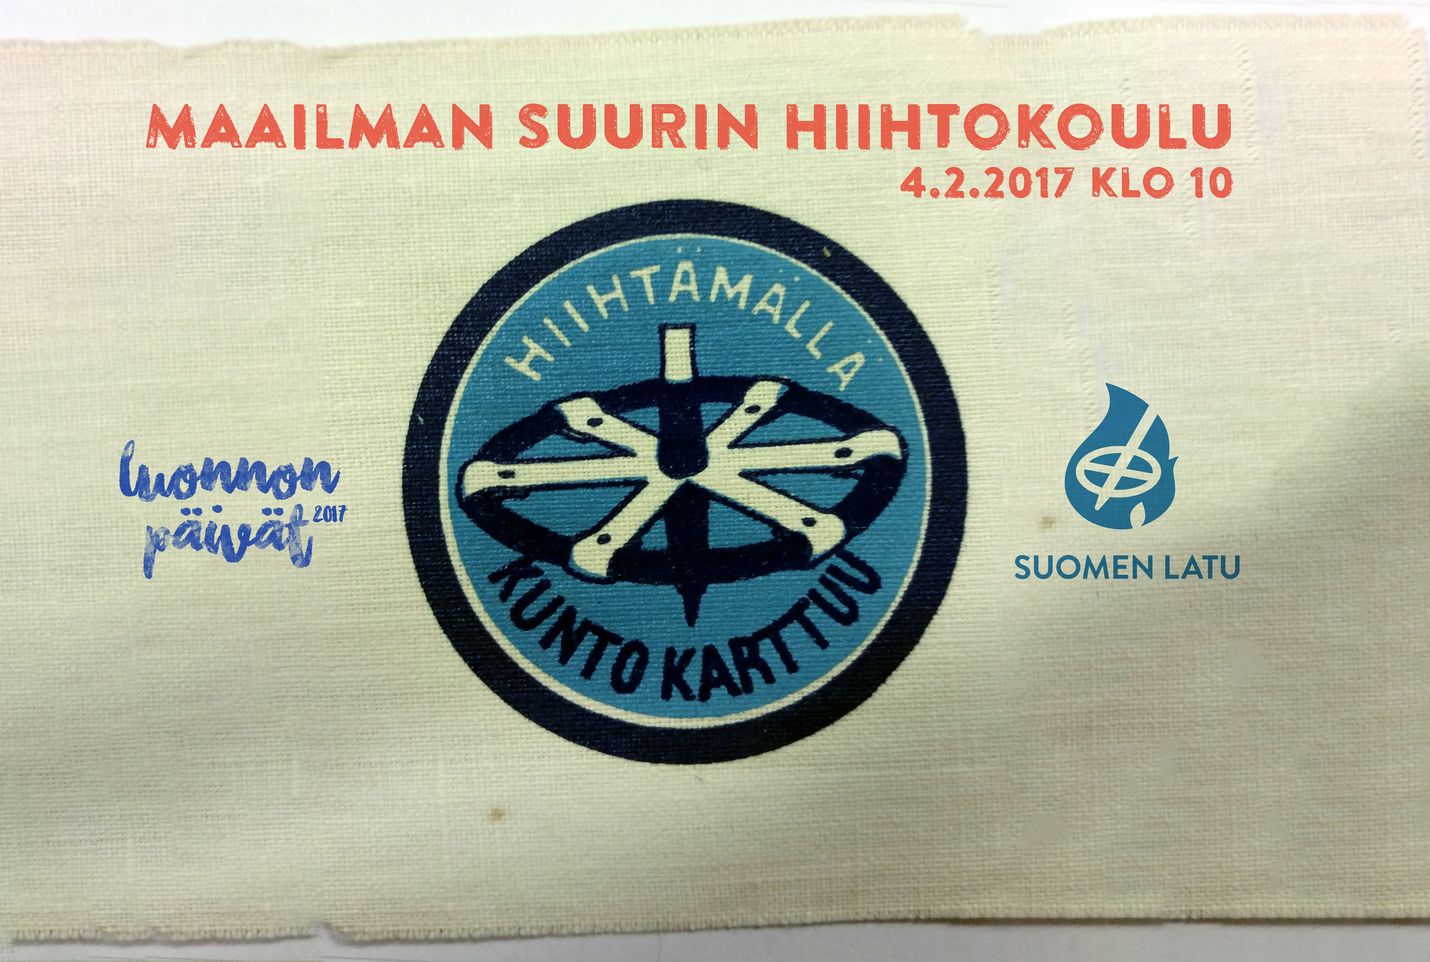 MAAILMAN SUURIN HIIHTOKOULU
4.2.2017 KLO 10
HIIHTÄMÄLLÄ
KUNTO KARTTUU
luonnon
päivät 2017
SUOMEN LATU